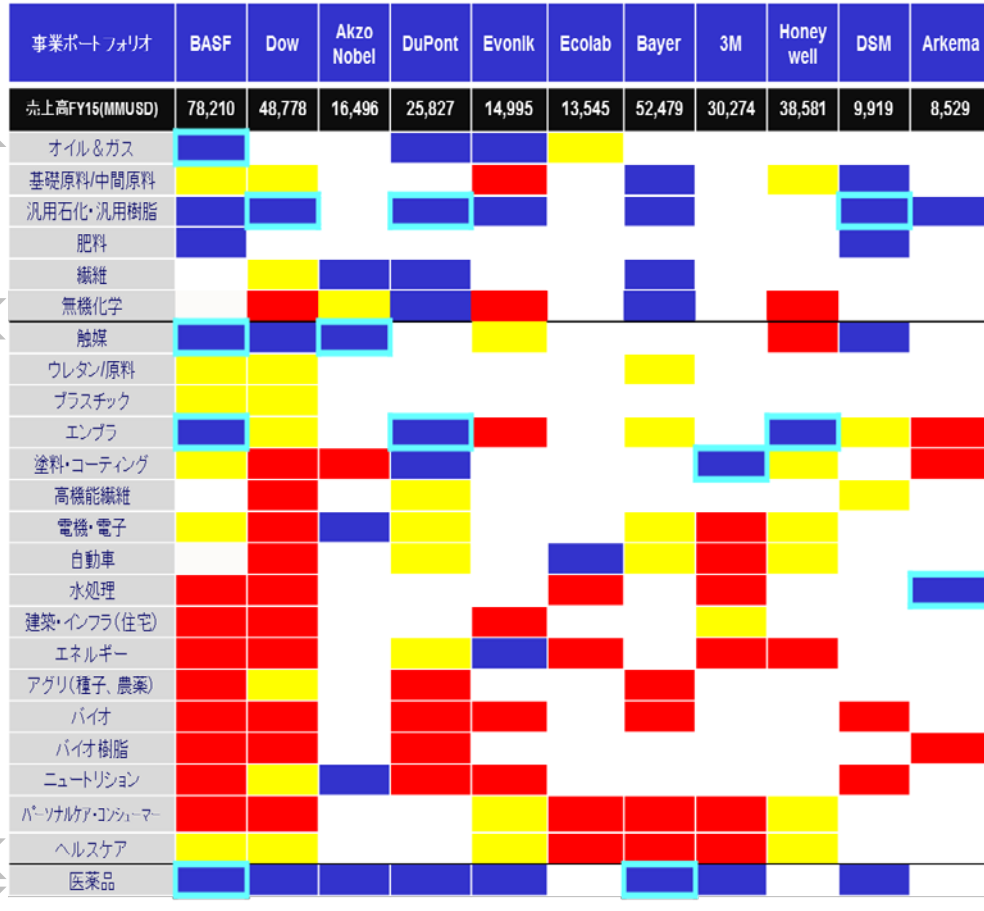 事業ポートフォリオ BASF Dow Akzo Nobel DuPont Evonik Ecolab Bayer 3M Honey well DSM Arkema
売上高FY15(MMUSD) 78,210 48,778 16,496 25,827 14,995 13,545 52,479 30,274 38,581 9,919 8,529
オイル&ガス
基礎原料/中間原料
汎用石化・汎用樹脂
肥料
繊維
無機化学
触媒
ウレタン/原料
プラスチック
エンプラ
塗料・コーティング
高機能繊維
電機・電子
自動車
水処理
建築・インフラ(住宅)
エネルギー
アグリ(種子、農薬)
バイオ
バイオ樹脂
ニュートリション
パーソナルケア・コンシューマー
ヘルスケア
医薬品